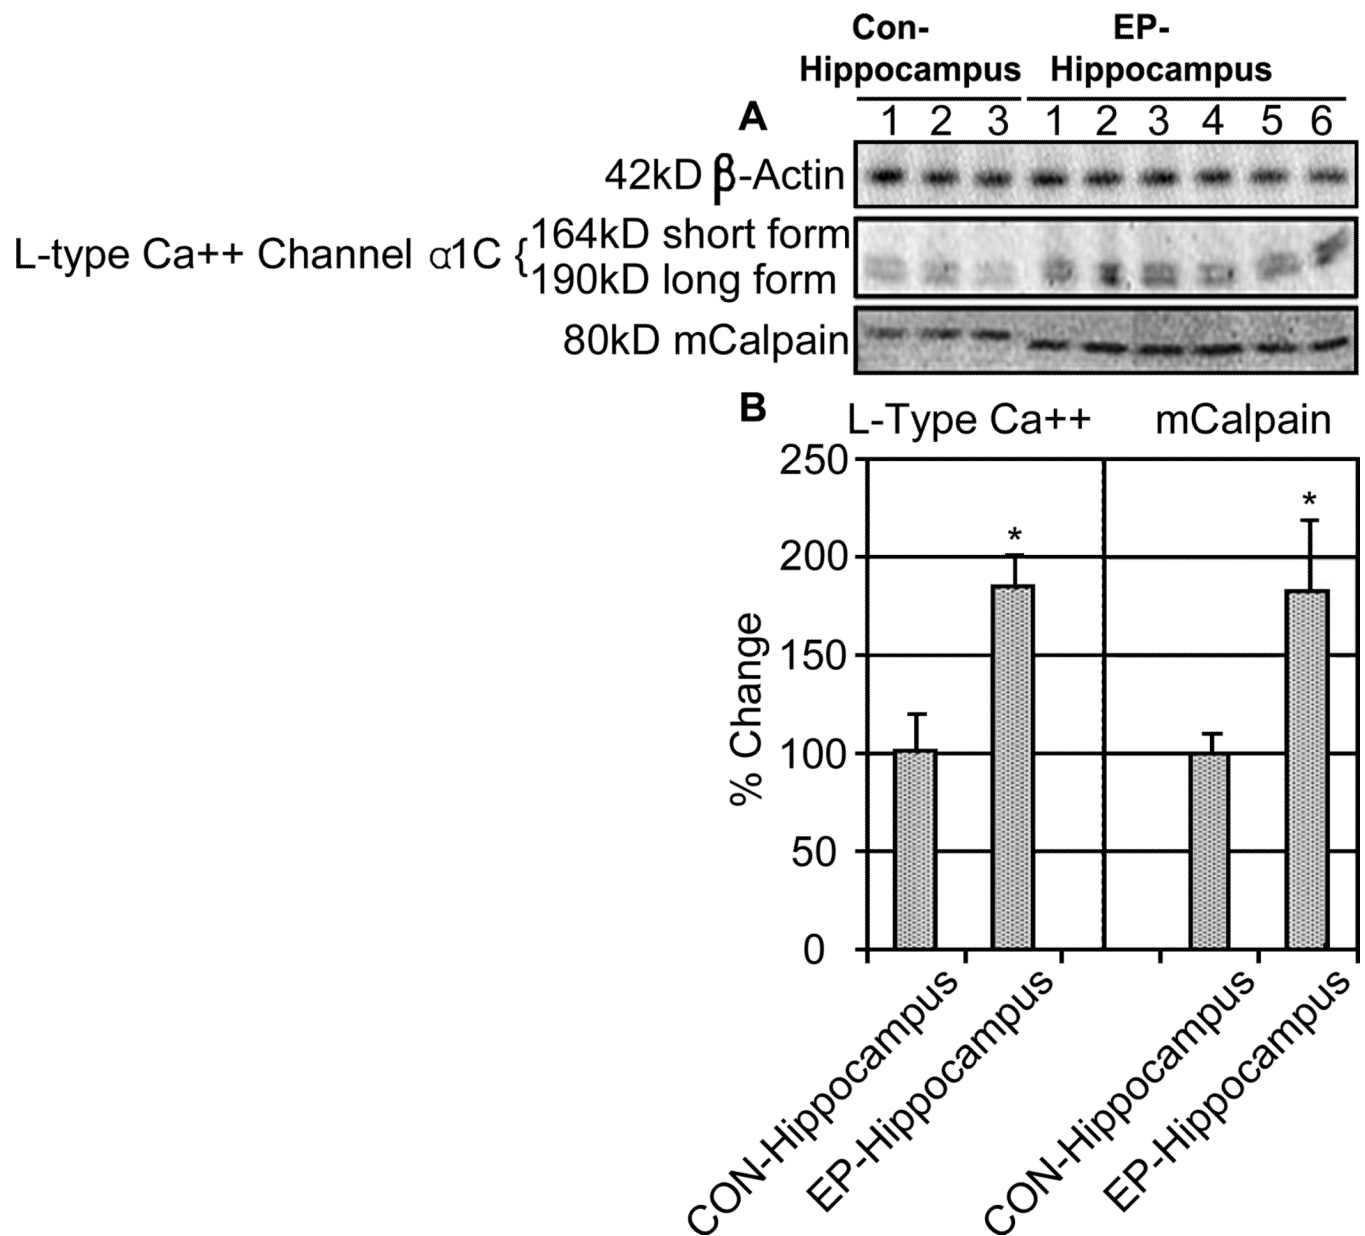 Con-
Hippocampus
EP-
Hippocampus
A
1 2 3 1 2 3 4 5 6
42kD β-Actin
L-type Ca++ Channel α1C {
164kD short form
190kD long form
80kD mCalpain
B
L-Type Ca++ mCalpain
250
200
150
100
50
0
% Change
*
*
CON-Hippocampus
EP-Hippocampus
CON-Hippocampus
EP-Hippocampus